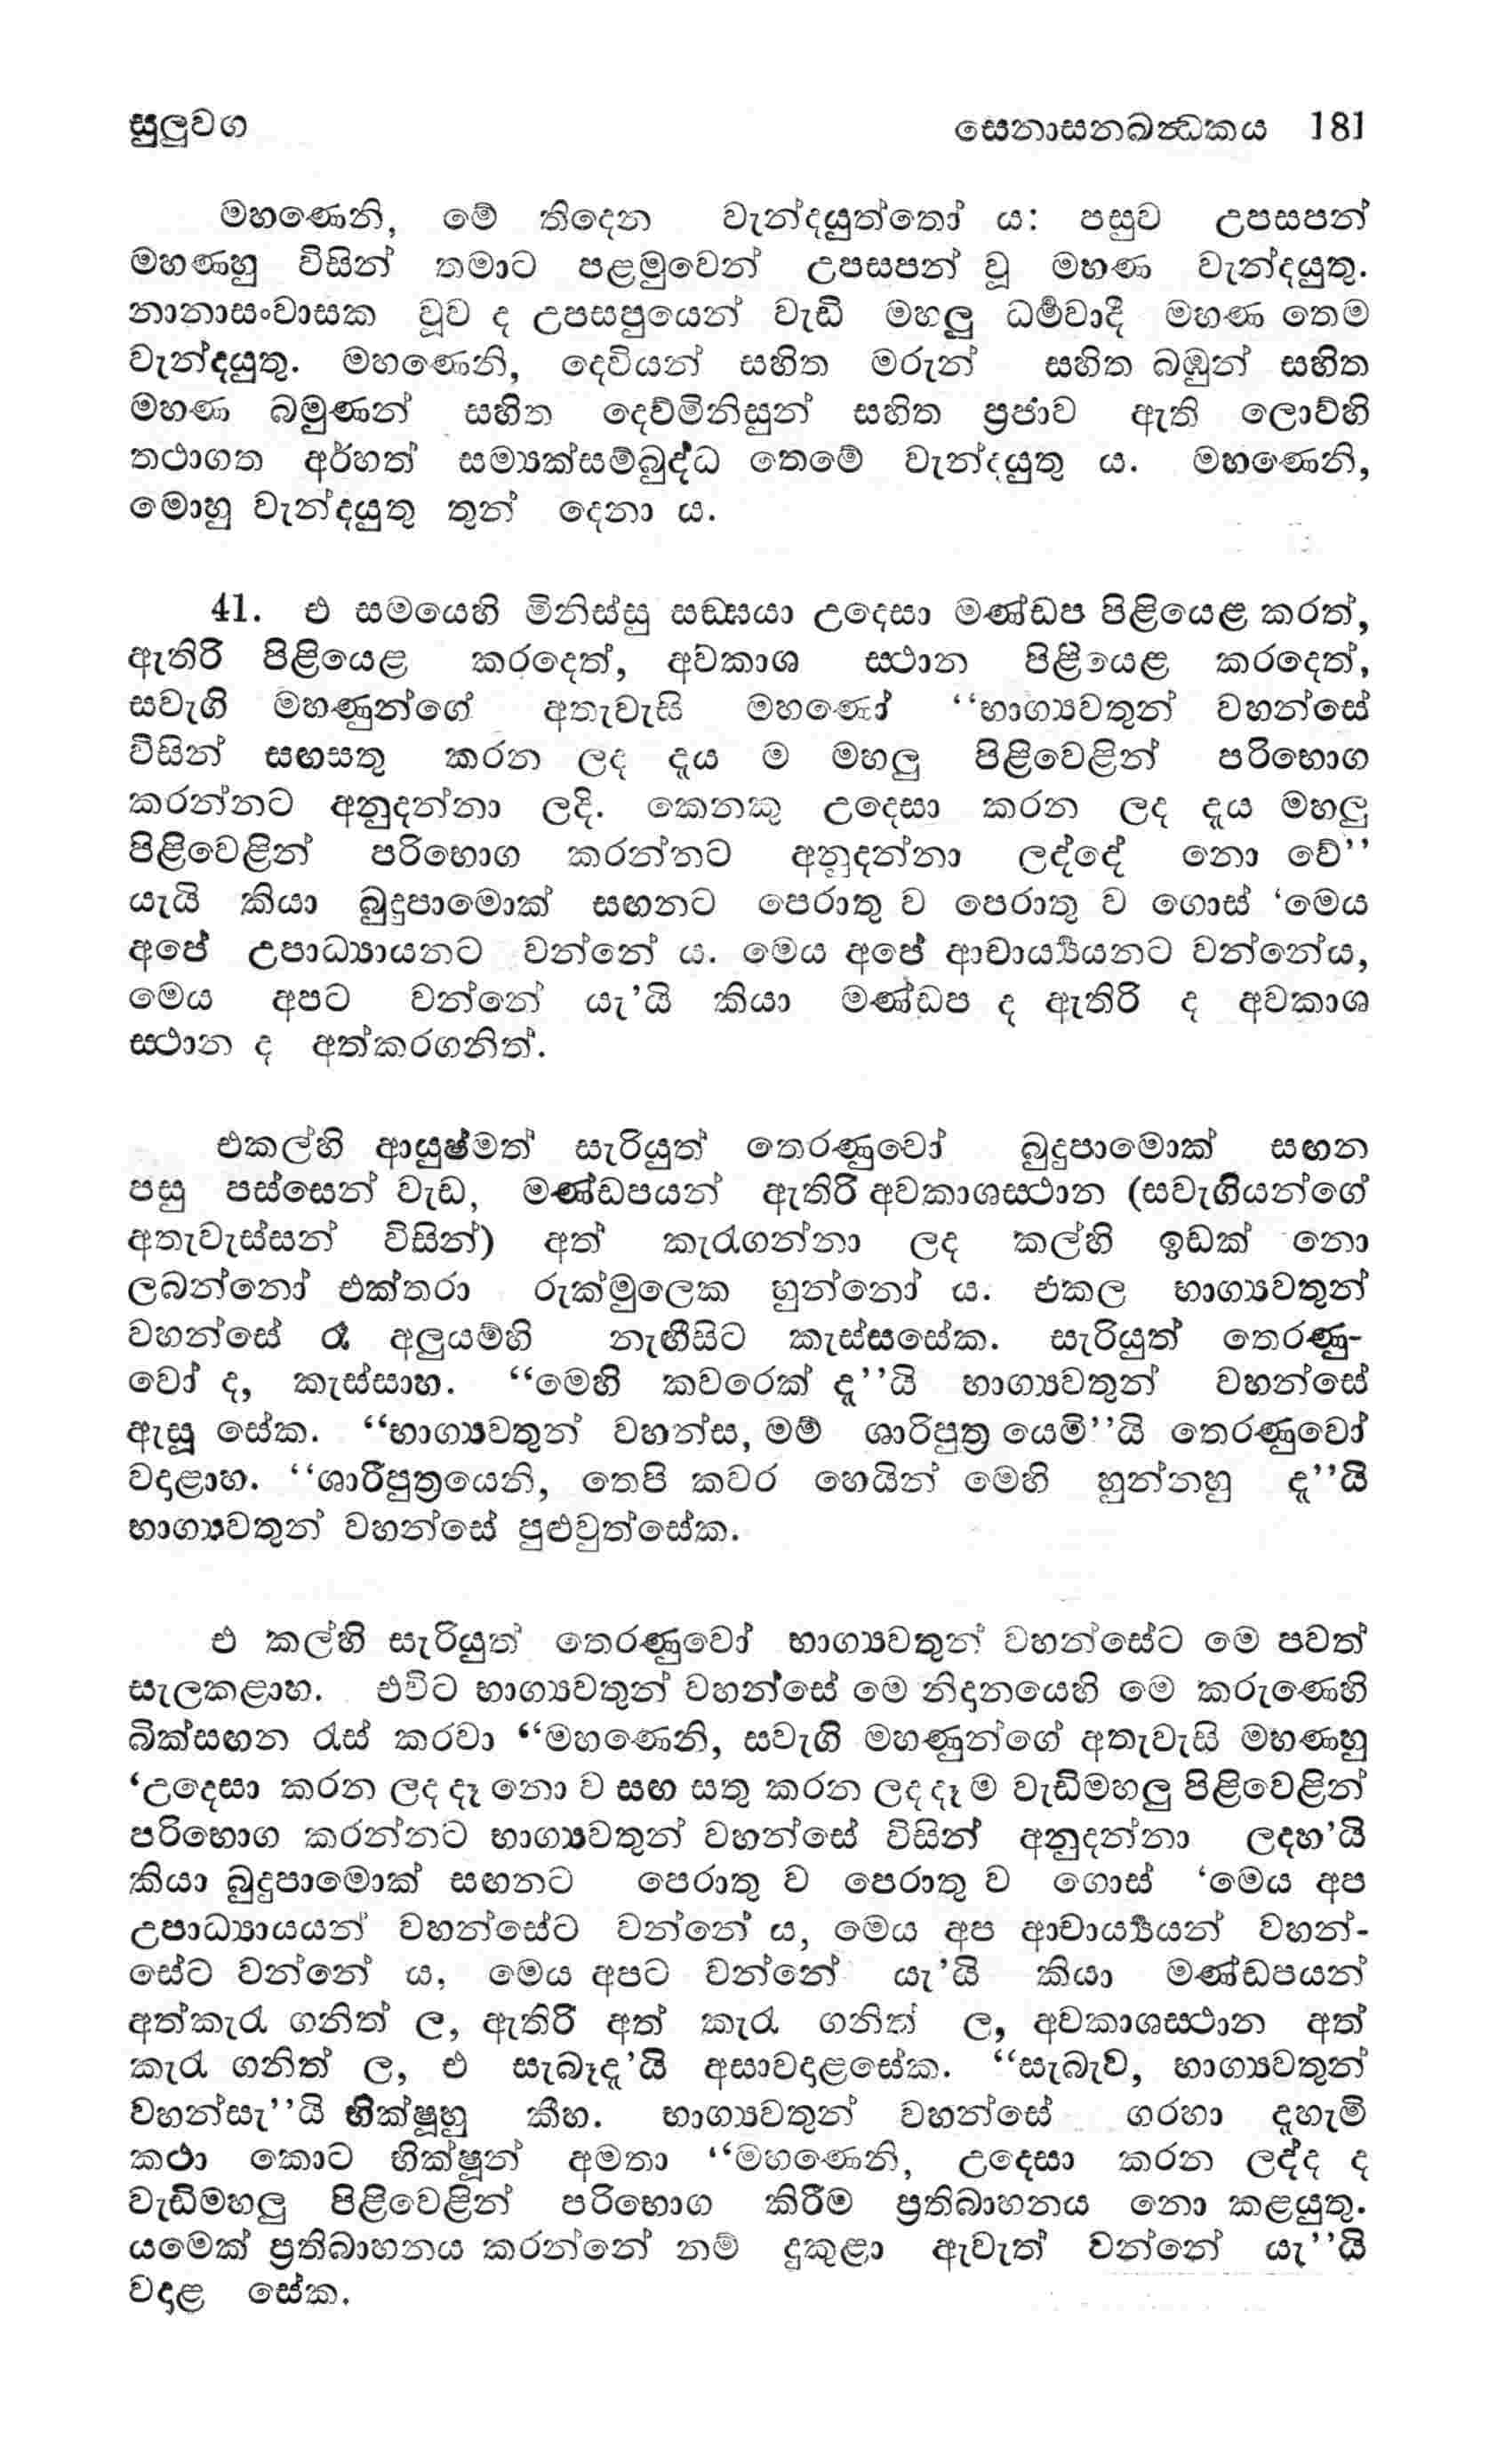 සුලුවග සෙනාසනඛන්‍ධකය 181
මහණෙනි, මේ තිදෙන වැන්දයුත්තෝ ය: පසුව උපසපන්
මහණහු විසින් තමාට පළමුවෙන් උපසපන් වූ මහණ වැන්දයුතු.
නානාසංවාසක වූව ද උපසපුයෙන් වැඩි මහලු ධර්‍මවාදී මහණ තෙම
වැන්දයුතු. මහණෙනි, දෙවියන් සහිත මරුන් සහිත බඹුන් සහිත
මහණ බමුණන් සහිත දෙව්මිනිසුන් සහිත ප්‍රජාව ඇති ලොව්හි
තථාගත අර්හත් සම්‍යක්සම්බුද්ධ තෙමේ වැන්දයුතු ය. මහණෙනි,
මොහු වැන්දයුතු තුන් දෙනා ය.
41. එ සමයෙහි මිනිස්සු සඞ්ඝයා උදෙසා මණ්ඩප පිළියෙළ කරත්,
ඇතිරි පිළියෙළ කරදෙත්, අවකාශ ස්‍ථාන පිළියෙළ කරදෙත්,
සවැගි මහණුන්ගේ අතැවැසි මහණෝ ‘‘භාග්‍යවතුන් වහන්සේ
විසින් සඟසතු කරන ලද දැය ම මහලු පිළිවෙළින් පරිභොග
කරන්නට අනුදන්නා ලදි. කෙනකු උදෙසා කරන ලද දැය මහලු
පිළිවෙළින් පරිභොග කරන්නට අනුදන්නා ලද්දේ නො වේ’’
යැයි කියා බුදුපාමොක් සඟනට පෙරාතු ව පෙරාතු ව ගොස් ‘මෙය
අපේ උපාධ්‍යායනට වන්නේ ය. මෙය අපේ ආචාර්‍ය්‍යයනට වන්නේය,
මෙය අපට වන්නේ යැ’යි කියා මණ්ඩප ද ඇතිරි ද අවකාශ
ස්‍ථාන ද අත්කරගනිත්.
එකල්හි ආයුෂ්මත් සැරියුත් තෙරණුවෝ බුදුපාමොක් සඟන
පසු පස්සෙන් වැඩ, මණ්ඩපයන් ඇතිරි අවකාශස්‍ථාන (සවැගියන්ගේ
අතැවැස්සන් විසින්) අත් කැරගන්නා ලද කල්හි ඉඩක් නො
ලබන්නෝ එක්තරා රුක්මුලෙක හුන්නෝ ය. එකල භාග්‍යවතුන්
වහන්සේ රෑ අලුයම්හි නැඟීසිට කැස්සසේක. සැරියුත් තෙරණු-
වෝ ද, කැස්සාහ. ‘‘මෙහි කවරෙක් දැ’’යි භාග්‍යවතුන් වහන්සේ
ඇසූ සේක. ‘‘භාග්‍යවතුන් වහන්ස, මම් ශාරිපුත්‍ර යෙමි’’යි තෙරණුවෝ
වදාළාහ. ‘‘ශාරීපුත්‍රයෙනි, තෙපි කවර හෙයින් මෙහි හුන්නහු දැ’’යි
භාග්‍යවතුන් වහන්සේ පුළුවුත්සේක.
එ කල්හි සැරියුත් තෙරණුවෝ භාග්‍යවතුන් වහන්සේට මෙ පවත්
සැලකළාහ. එවිට භාග්‍යවතුන් වහන්සේ මෙ නිදානයෙහි මෙ කරුණෙහි
බික්සඟන රැස් කරවා ‘‘මහණෙනි, සවැගි මහණුන්ගේ අතැවැසි මහණහු
‘උදෙසා කරන ලද දෑ නො ව සඟ සතු කරන ලද දෑ ම වැඩිමහලු පිළිවෙළින්
පරිභොග කරන්නට භාග්‍යවතුන් වහන්සේ විසින් අනුදන්නා ලදහ’යි
කියා බුදුපාමොක් සඟනට පෙරාතු ව පෙරාතු ව ගොස් ‘මෙය අප
උපාධ්‍යායයන් වහන්සේට වන්නේ ය, මෙය අප ආචාර්‍ය්‍යයන් වහන්-
සේට වන්නේ ය, මෙය අපට වන්නේ යැ’යි කියා මණ්ඩපයන්
අත්කැර ගනිත් ල, ඇතිරි අත් කැර ගනිත් ල, අවකාශස්‍ථාන අත්
කැර ගනිත් ල, එ සැබෑදැ’යි අසාවදාළසේක. ‘‘සැබැව, භාග්‍යවතුන්
වහන්සැ’’යි භික්ෂූහු කීහ. භාග්‍යවතුන් වහන්සේ ගරහා දැහැමි
කථා කොට භික්ෂූන් අමතා ‘‘මහණෙනි, උදෙසා කරන ලද්ද ද
වැඩිමහලු පිළිවෙළින් පරිභොග කිරීම ප්‍රතිබාහනය නො කළයුතු.
යමෙක් ප්‍රතිබාහනය කරන්නේ නම් දුකුළා ඇවැත් වන්නේ යැ’’යි
වදාළ සේක.